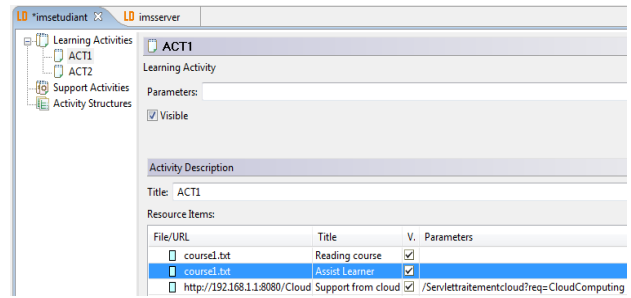 LD *imsetudiant LD imsserver
Learning Activities
ACT1
ACT2
Support Activities
Activity Structures
ACT1
Learning Activity
Parameters:
Visible
Activity Description
Title: ACT1
Resource Items:
File/URL Title V. Parameters
course1.txt Reading course
course1.txt Assist Learner
http://192.168.1.1:8080/Cloud Support from cloud /Servlettraitementcloud?req=CloudComputing